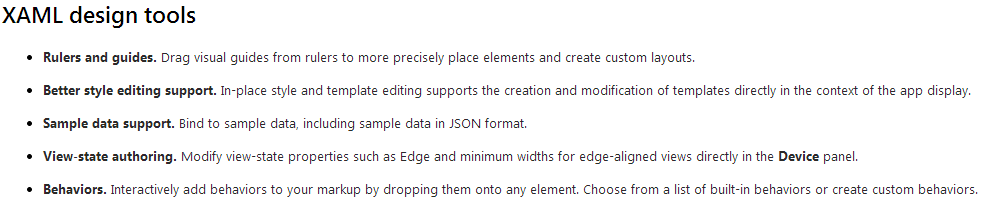 XAML design tools
Rulers and guides. Drag visual guides from rulers to more precisely place elements and create custom layouts.
Better style editing support. In-place style and template editing supports the creation and modification of templates directly in the context of the app display.
Sample data support. Bind to sample data, including sample data in JSON format.
View-state authoring. Modify view-state properties such as Edge and minimum widths for edge-aligned views directly in the Device panel.
Behaviors. Interactively add behaviors to your markup by dropping them onto any element. Choose from a list of built-in behaviors or create custom behaviors.